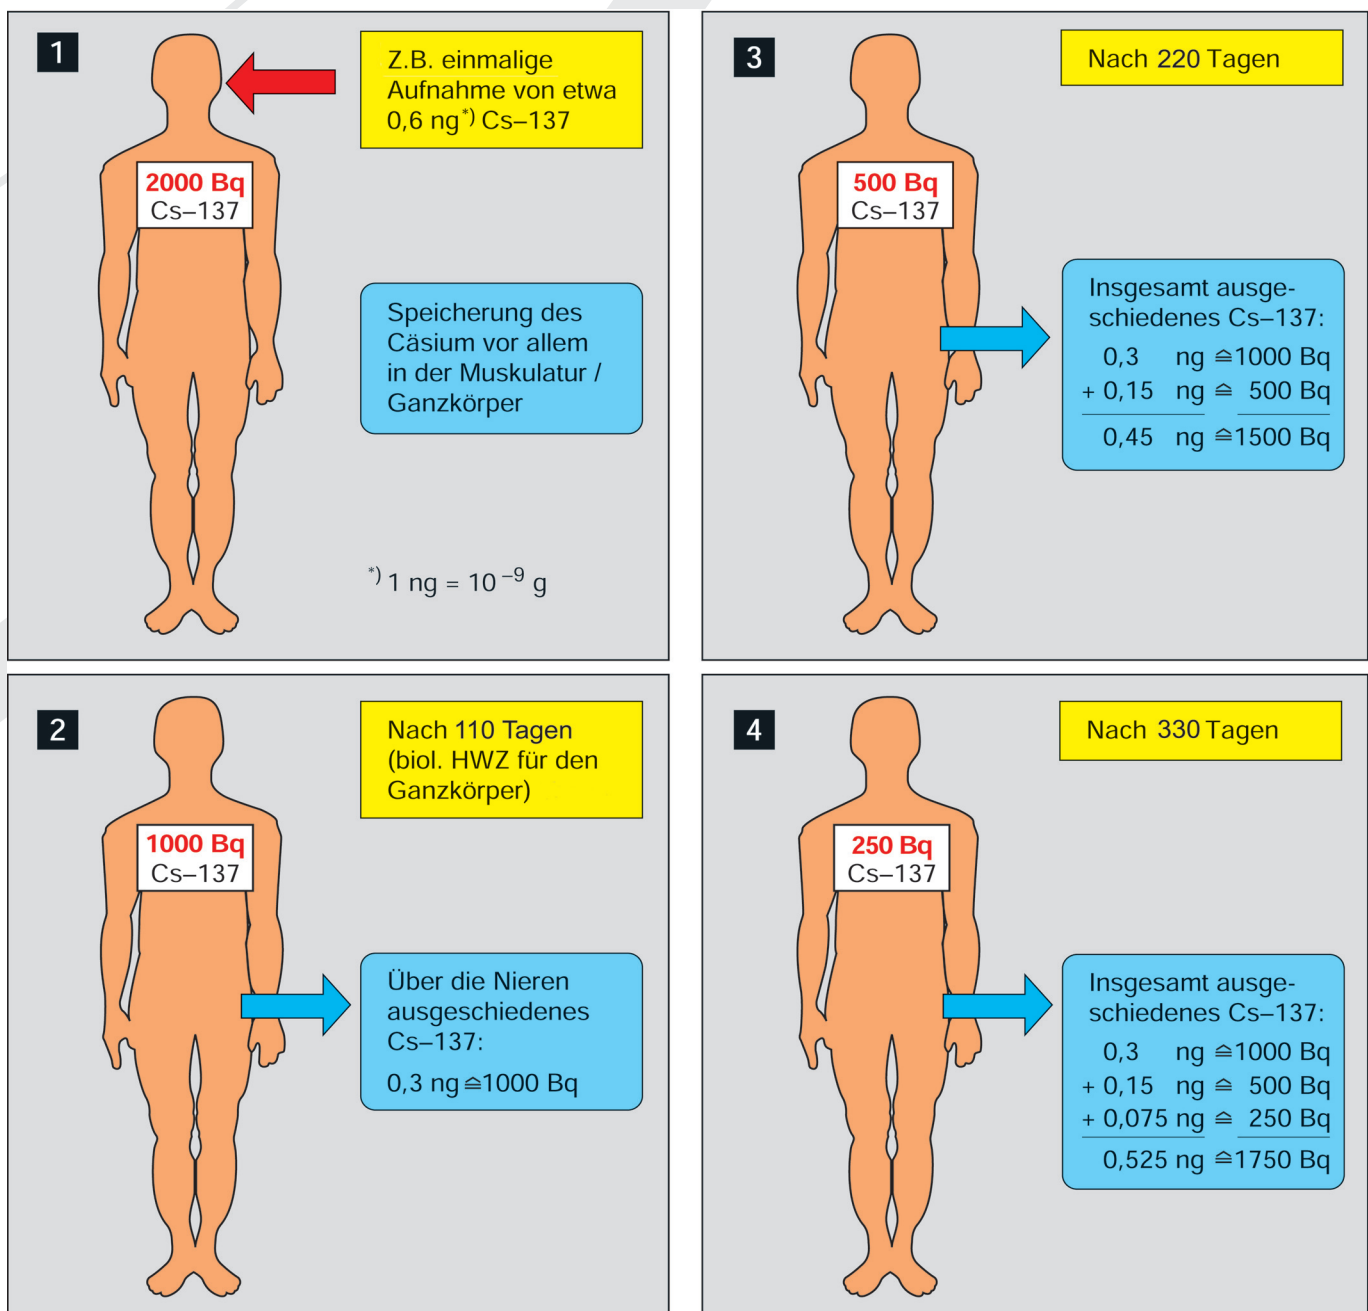 1
Z.B. einmalige
Aufnahme von etwa
0,6 ng*) Cs–137
2000 Bq
Cs–137
Speicherung des
Cäsium vor allem
in der Muskulatur /
Ganzkörper
*) 1 ng = 10⁻⁹ g
2
Nach 110 Tagen
(biol. HWZ für den
Ganzkörper)
1000 Bq
Cs–137
Über die Nieren
ausgeschiedenes
Cs–137:
0,3 ng ≙ 1000 Bq
3
Nach 220 Tagen
500 Bq
Cs–137
Insgesamt ausge-
schiedenes Cs–137:
0,3 ng ≙ 1000 Bq
+ 0,15 ng ≙ 500 Bq
0,45 ng ≙ 1500 Bq
4
Nach 330 Tagen
250 Bq
Cs–137
Insgesamt ausge-
schiedenes Cs–137:
0,3 ng ≙ 1000 Bq
+ 0,15 ng ≙ 500 Bq
+ 0,075 ng ≙ 250 Bq
0,525 ng ≙ 1750 Bq